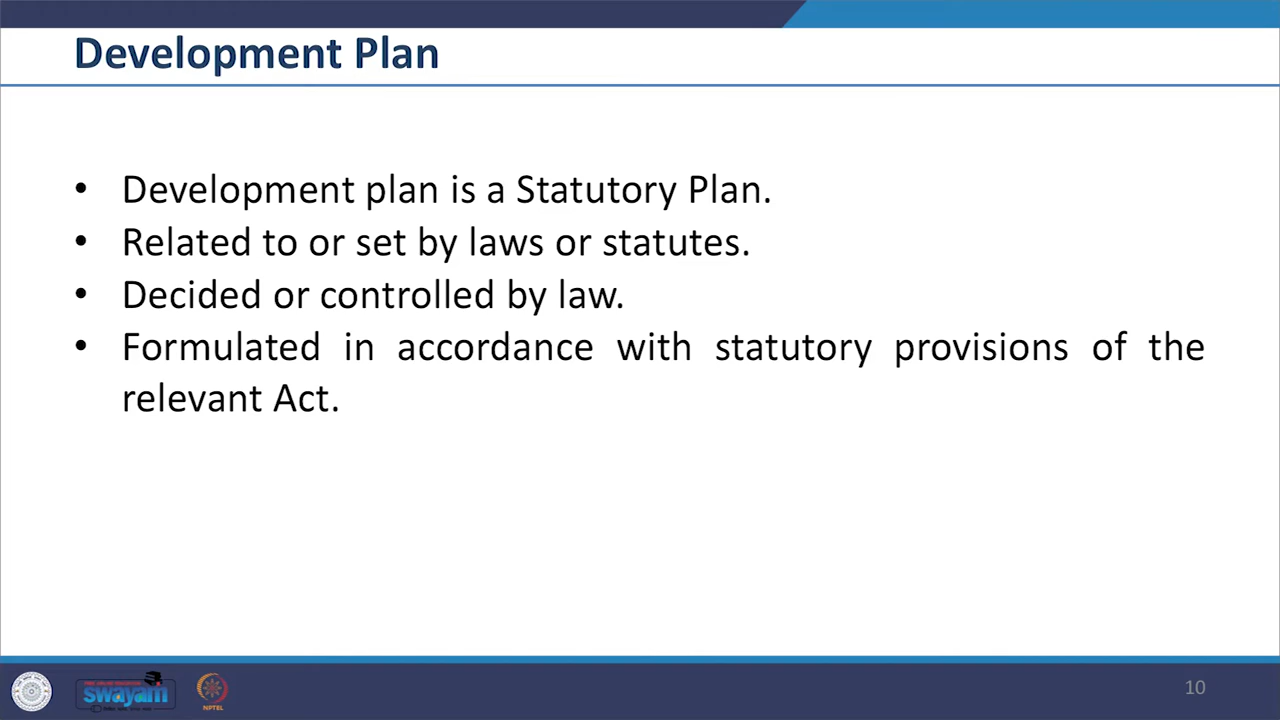 Development Plan
• Development plan is a Statutory Plan.
• Related to or set by laws or statutes.
• Decided or controlled by law.
• Formulated in accordance with statutory provisions of the
relevant Act.
swayam
NPTEL
10